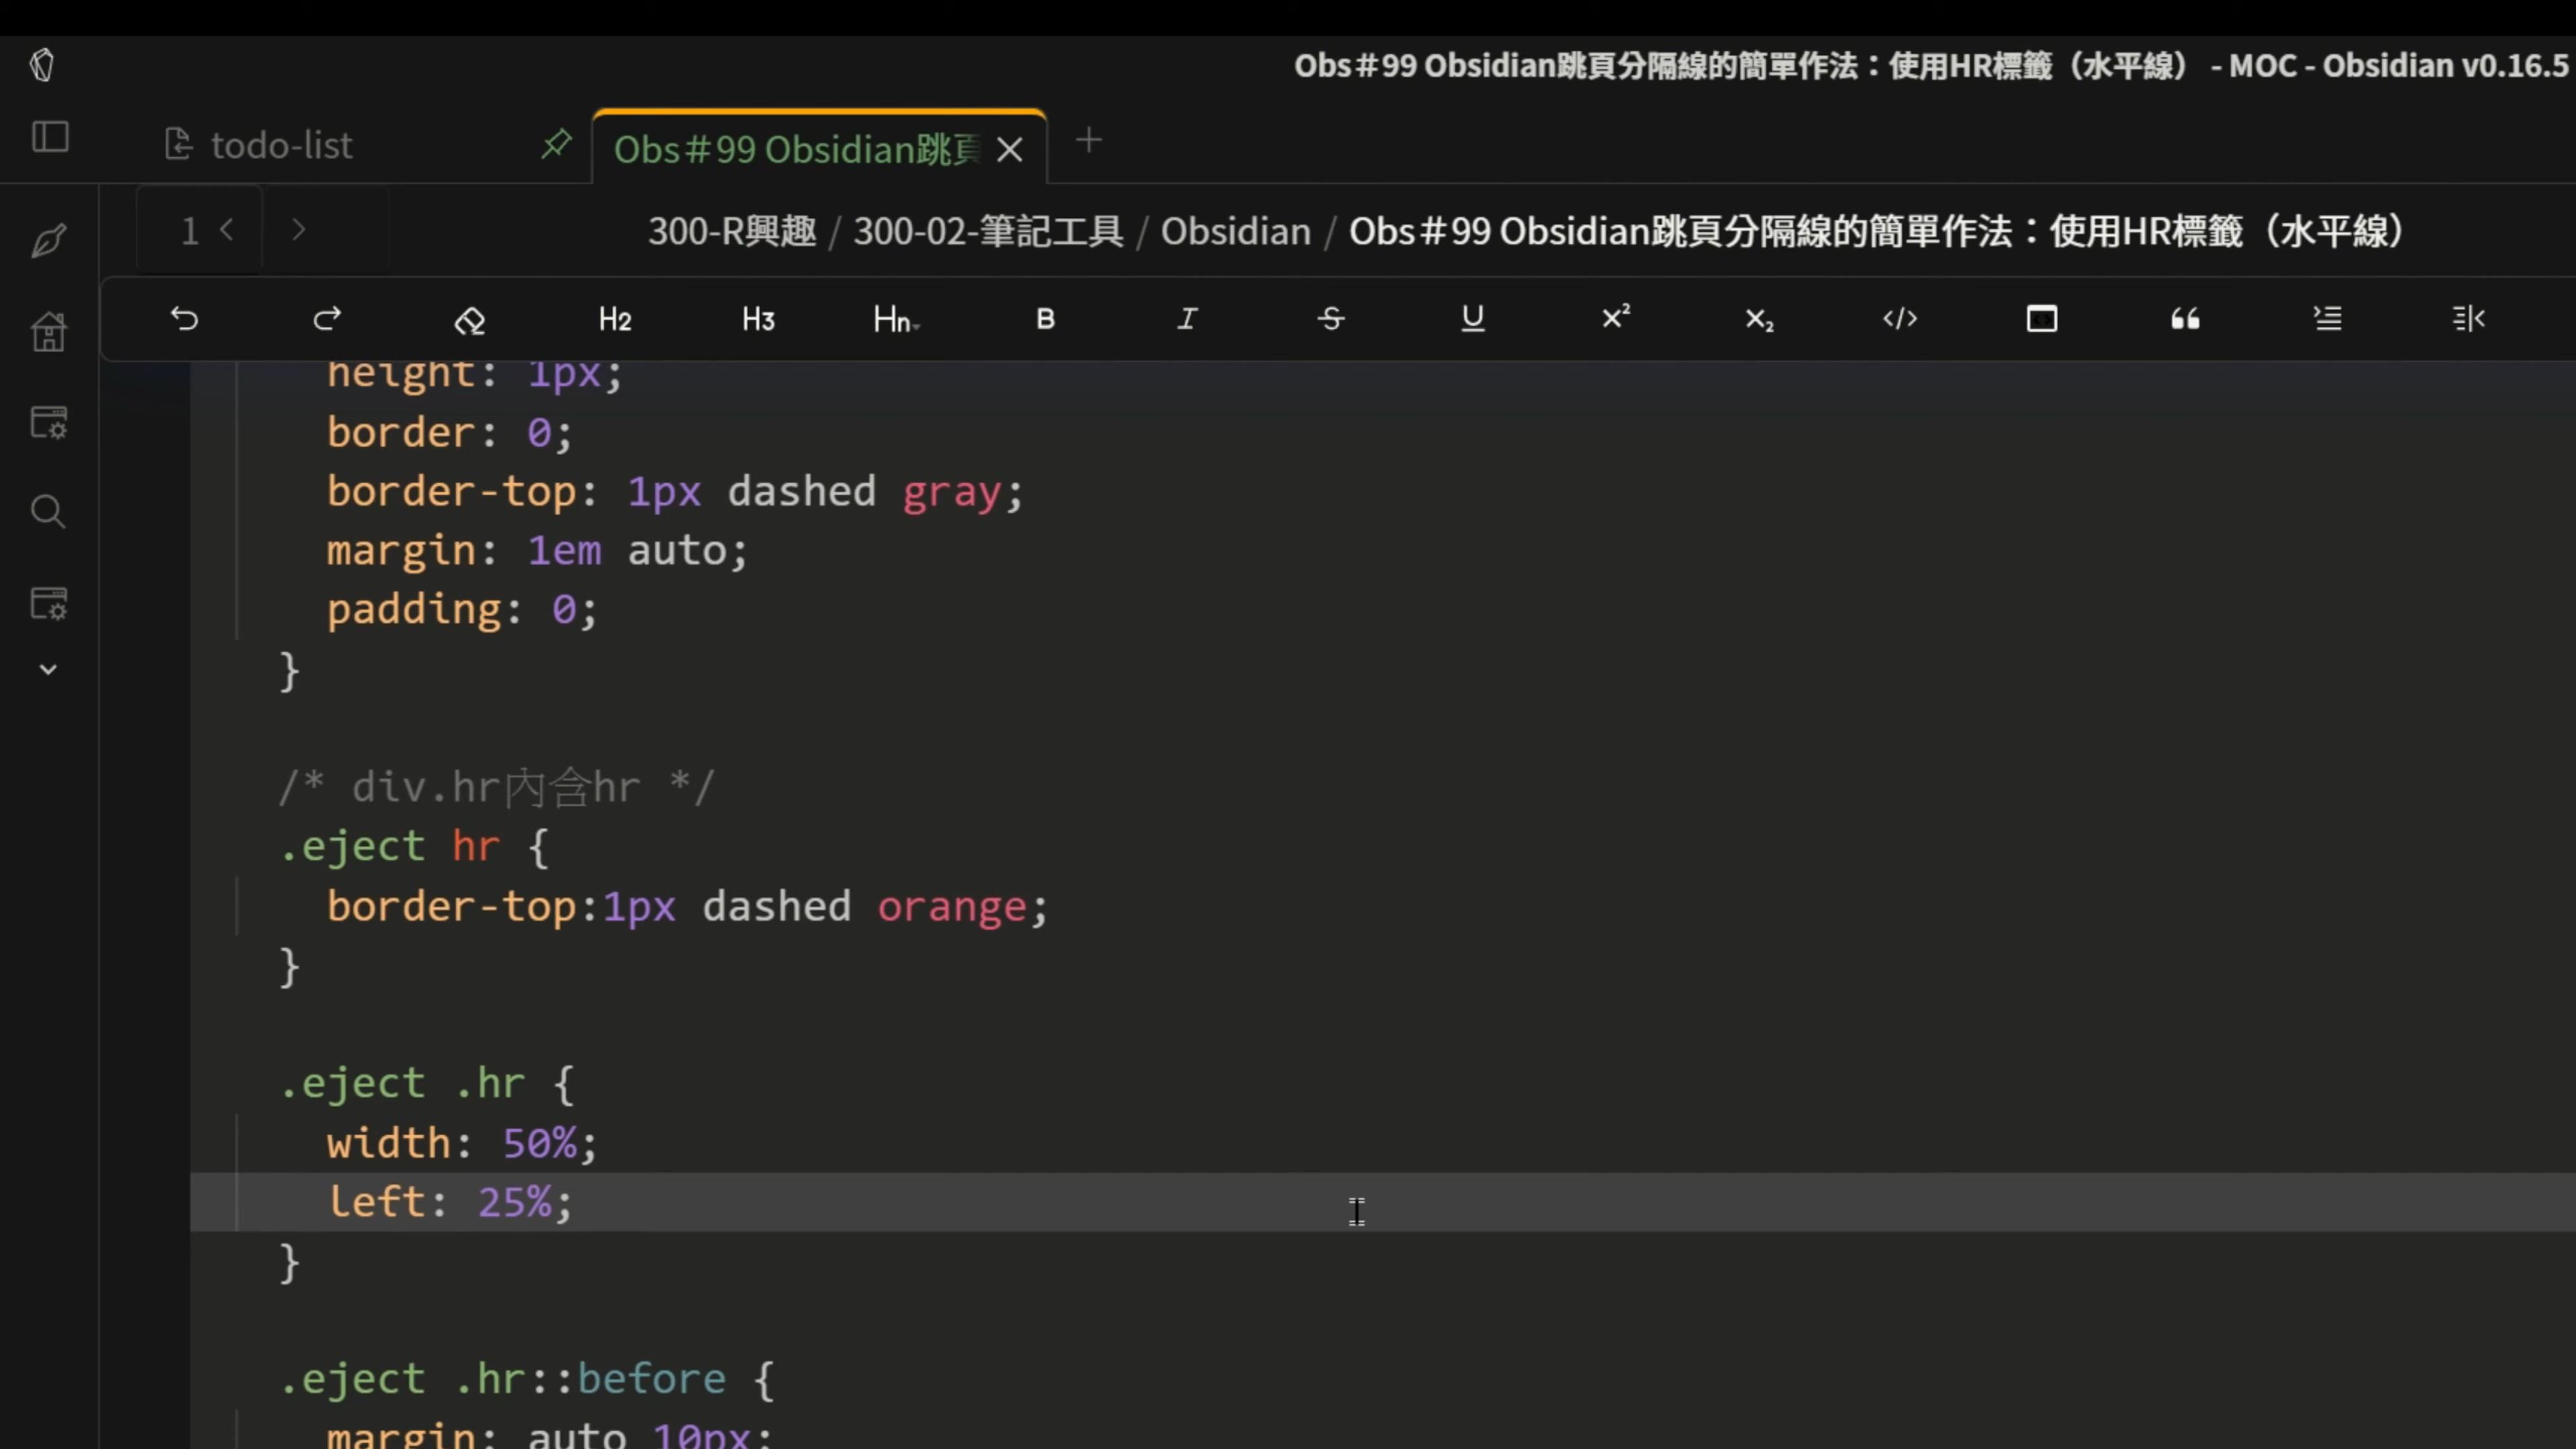 Obs＃99 Obsidian跳頁分隔線的簡單作法：使用HR標籤（水平線） - MOC - Obsidian v0.16.5
todo-list
Obs＃99 Obsidian跳頁
1
300-R興趣 / 300-02-筆記工具 / Obsidian / Obs＃99 Obsidian跳頁分隔線的簡單作法：使用HR標籤（水平線）
H2 H3 Hn B I S U X² X₂ </>
height: 1px;
border: 0;
border-top: 1px dashed gray;
margin: 1em auto;
padding: 0;
}
/* div.hr內含hr */
.eject hr {
border-top:1px dashed orange;
}
.eject .hr {
width: 50%;
left: 25%;
}
.eject .hr::before {
margin: auto 10px;